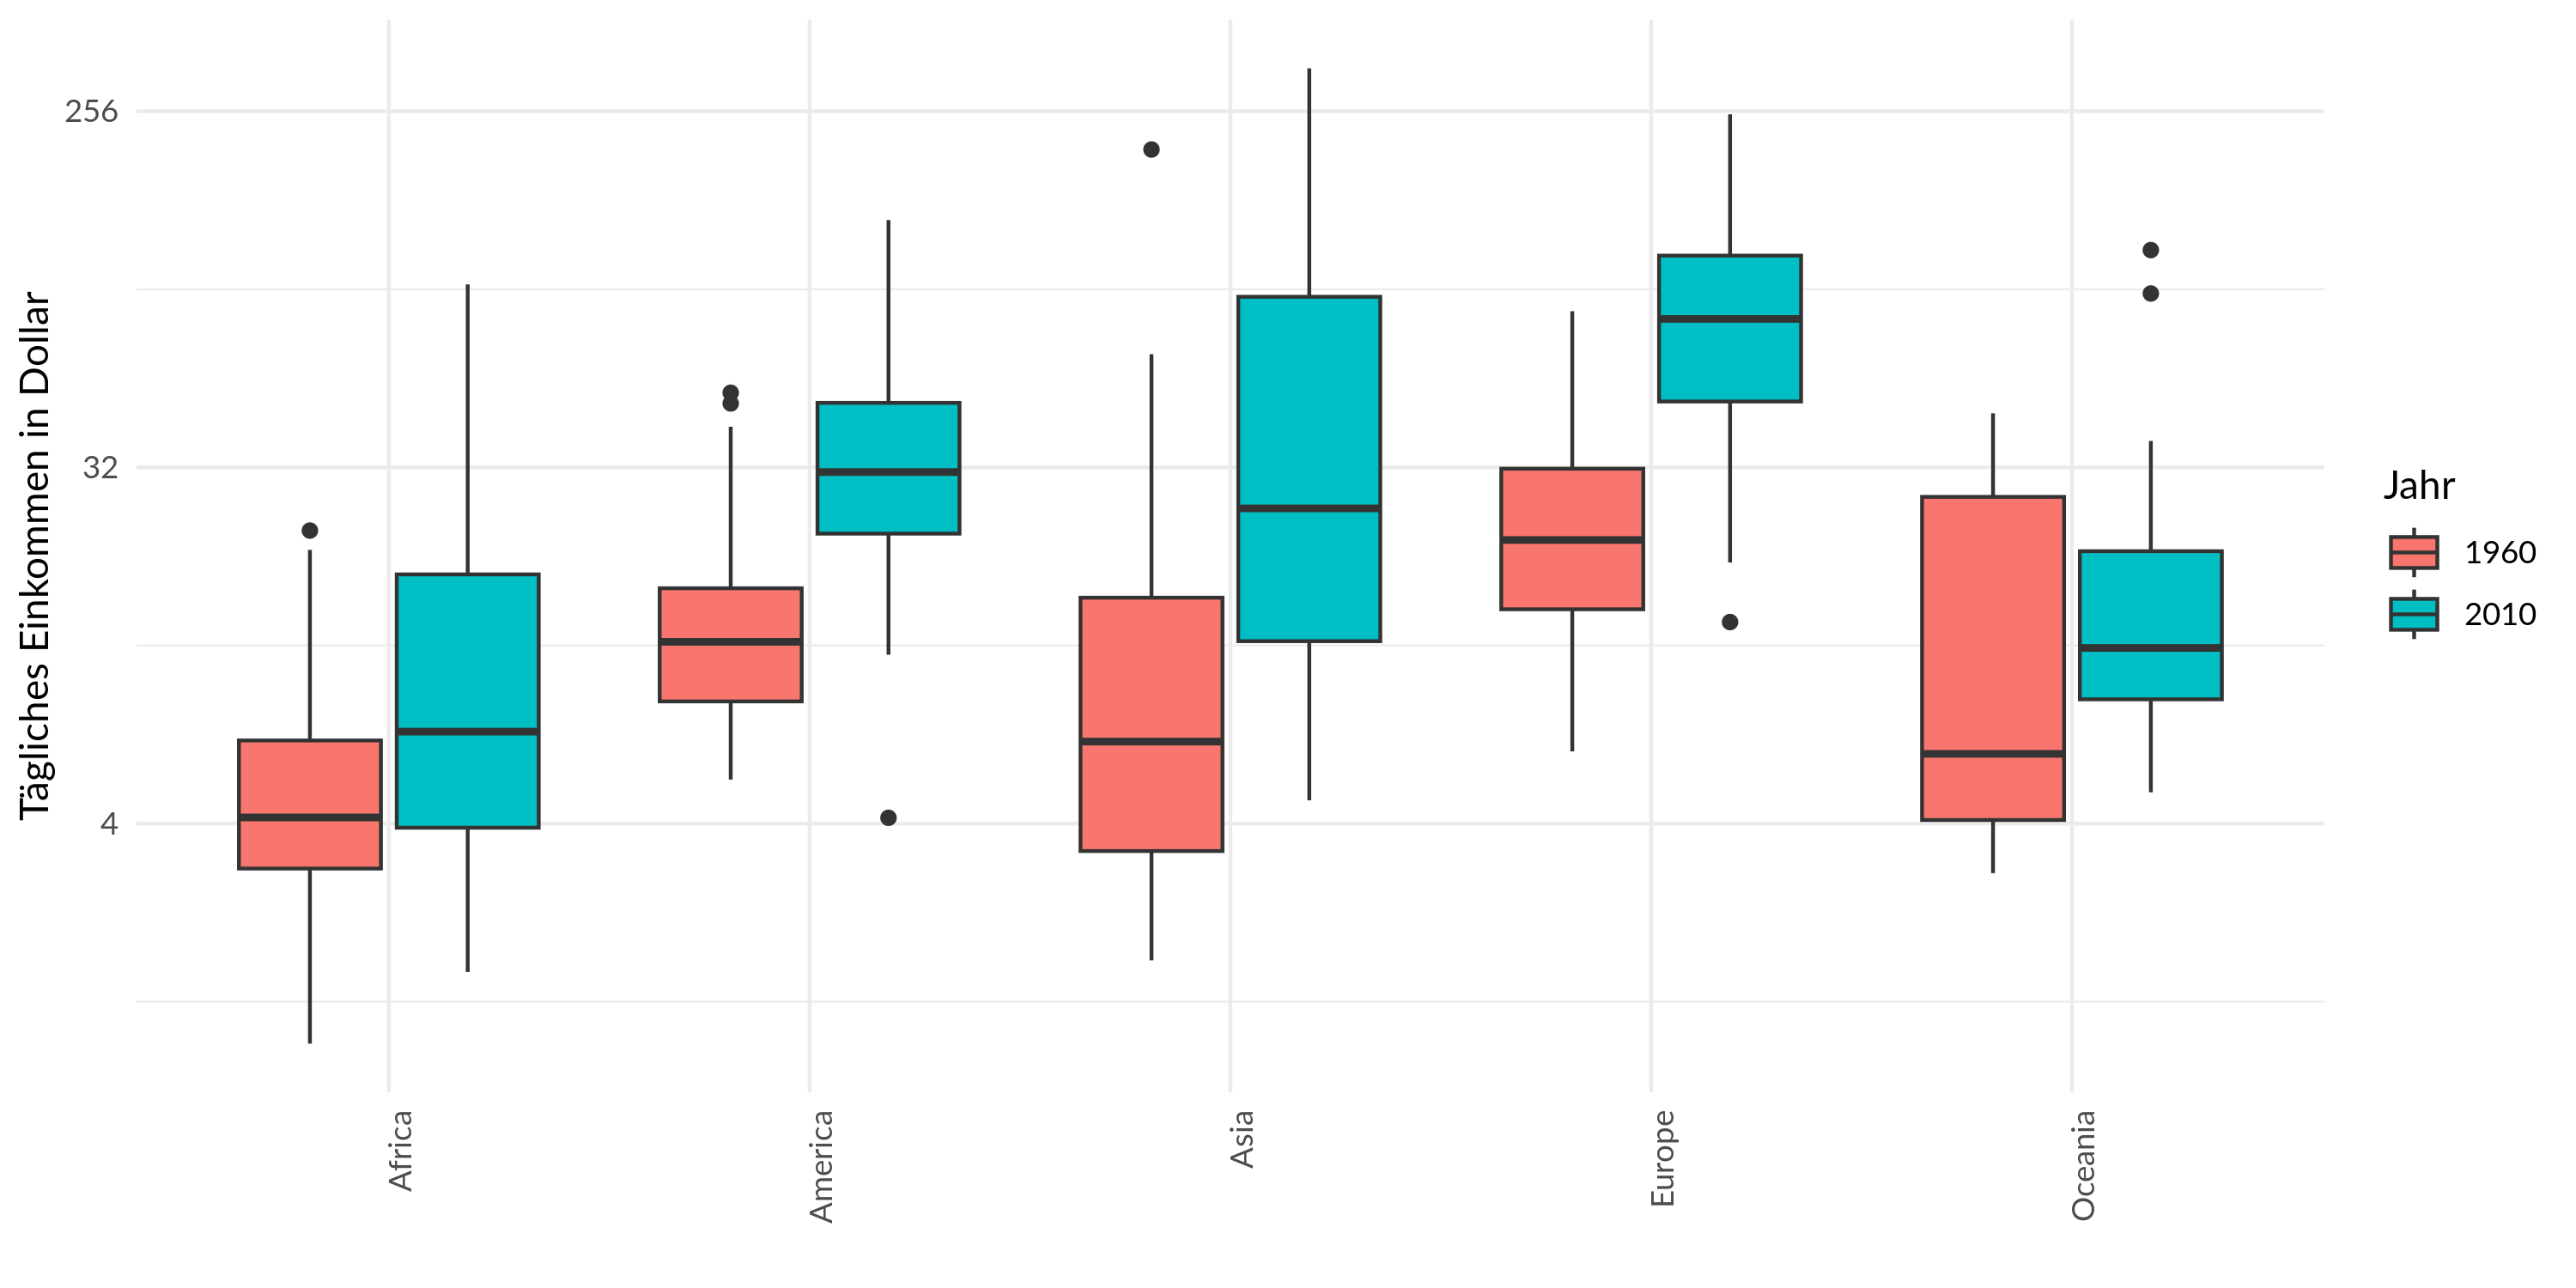 Tägliches Einkommen in Dollar
256
32
4
Africa
America
Asia
Europe
Oceania
Jahr
1960
2010